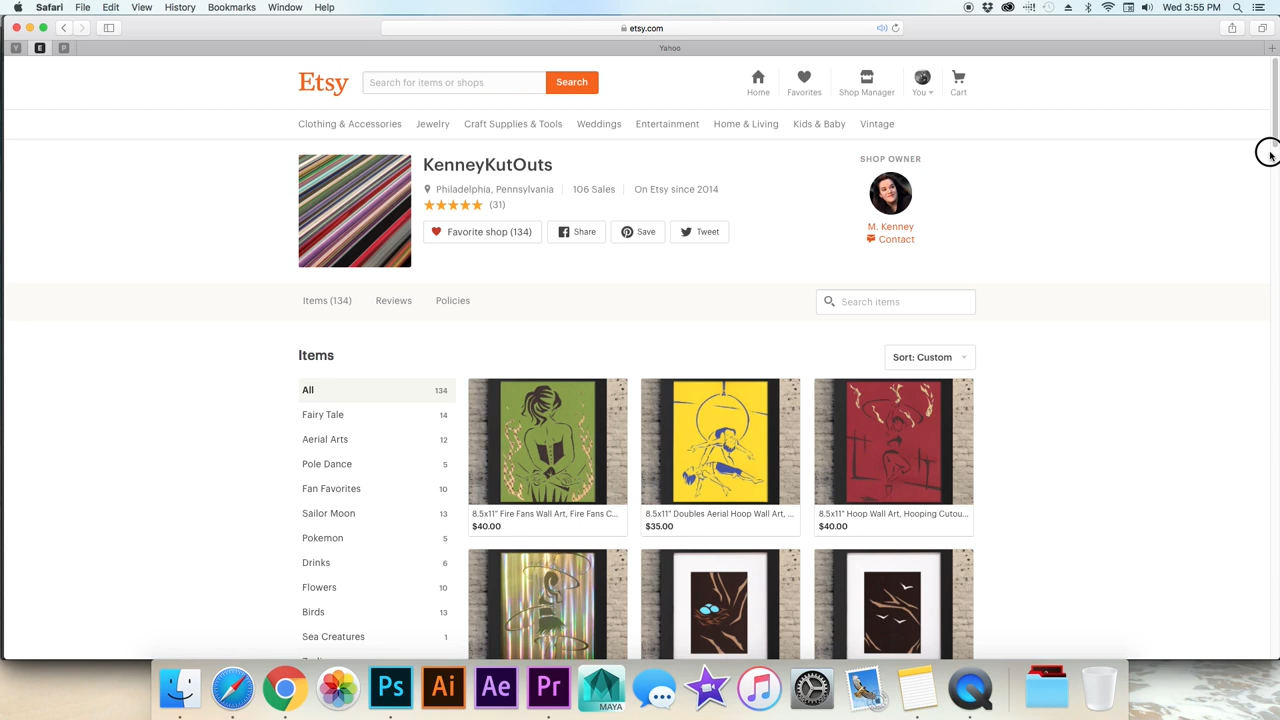 Safari File Edit View History Bookmarks Window Help Wed 3:55 PM
etsy.com
Y E P Yahoo
Etsy Search for items or shops Search Home Favorites Shop Manager You Cart
Clothing & Accessories Jewelry Craft Supplies & Tools Weddings Entertainment Home & Living Kids & Baby Vintage
KenneyKutOuts
Philadelphia, Pennsylvania 106 Sales On Etsy since 2014
(31)
Favorite shop (134) Share Save Tweet
SHOP OWNER
M. Kenney
Contact
Items (134) Reviews Policies Search items
Items Sort: Custom
All 134
Fairy Tale 14
Aerial Arts 12
Pole Dance 5
Fan Favorites 10
Sailor Moon 13
Pokemon 5
Drinks 6
Flowers 10
Birds 13
Sea Creatures 1
8.5x11" Fire Fans Wall Art, Fire Fans C...
$40.00
8.5x11" Doubles Aerial Hoop Wall Art, ...
$35.00
8.5x11" Hoop Wall Art, Hooping Cutou...
$40.00
Ps Ai Ae Pr MAYA